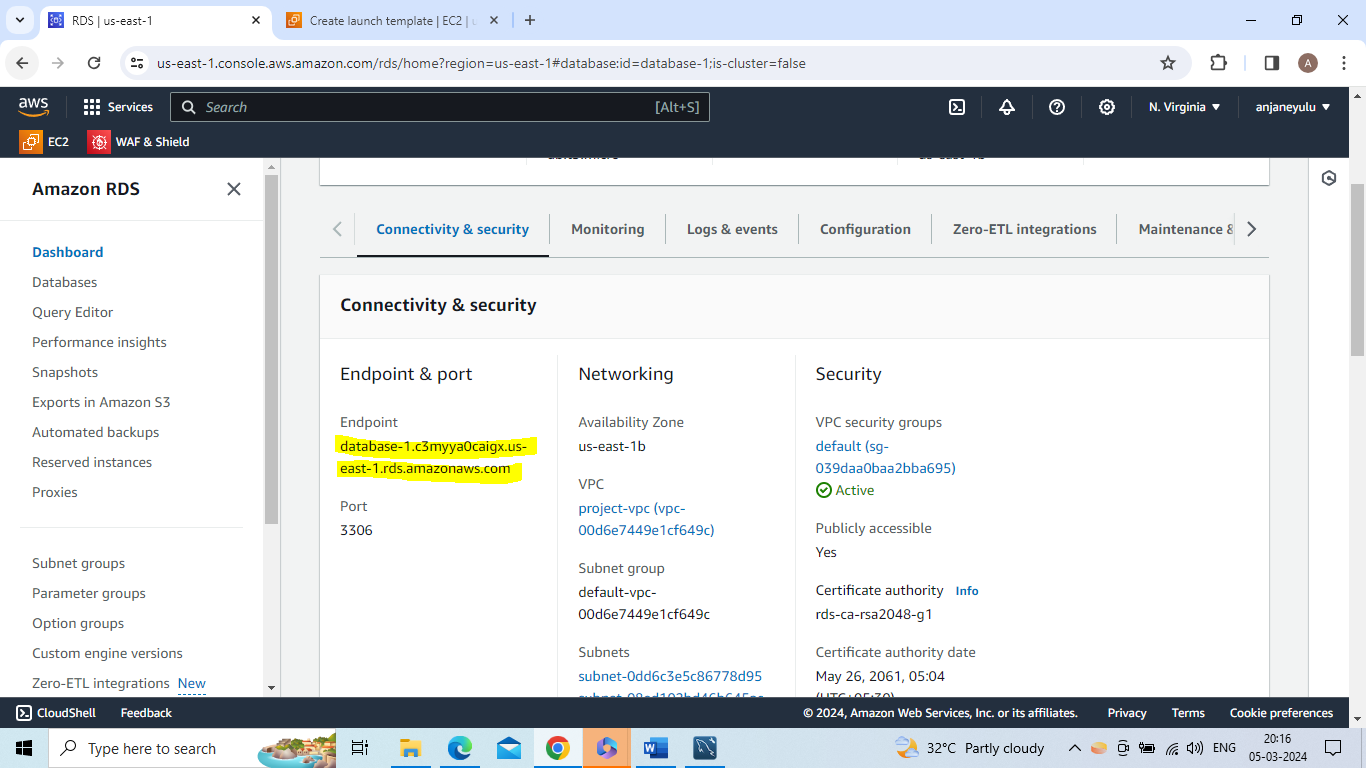 RDS | us-east-1
Create launch template | EC2 | u
us-east-1.console.aws.amazon.com/rds/home?region=us-east-1#database:id=database-1;is-cluster=false
A
aws
Services
Search
[Alt+S]
N. Virginia
anjaneyulu
EC2
WAF & Shield
Amazon RDS
Dashboard
Databases
Query Editor
Performance insights
Snapshots
Exports in Amazon S3
Automated backups
Reserved instances
Proxies
Subnet groups
Parameter groups
Option groups
Custom engine versions
Zero-ETL integrations New
Connectivity & security
Monitoring
Logs & events
Configuration
Zero-ETL integrations
Maintenance &
Connectivity & security
Endpoint & port
Endpoint
database-1.c3myya0caigx.us-
east-1.rds.amazonaws.com
Port
3306
Networking
Availability Zone
us-east-1b
VPC
project-vpc (vpc-
00d6e7449e1cf649c)
Subnet group
default-vpc-
00d6e7449e1cf649c
Subnets
subnet-0dd6c3e5c86778d95
Security
VPC security groups
default (sg-
039daa0baa2bba695)
Active
Publicly accessible
Yes
Certificate authority Info
rds-ca-rsa2048-g1
Certificate authority date
May 26, 2061, 05:04
CloudShell
Feedback
© 2024, Amazon Web Services, Inc. or its affiliates.
Privacy
Terms
Cookie preferences
Type here to search
32°C Partly cloudy
ENG
20:16
05-03-2024